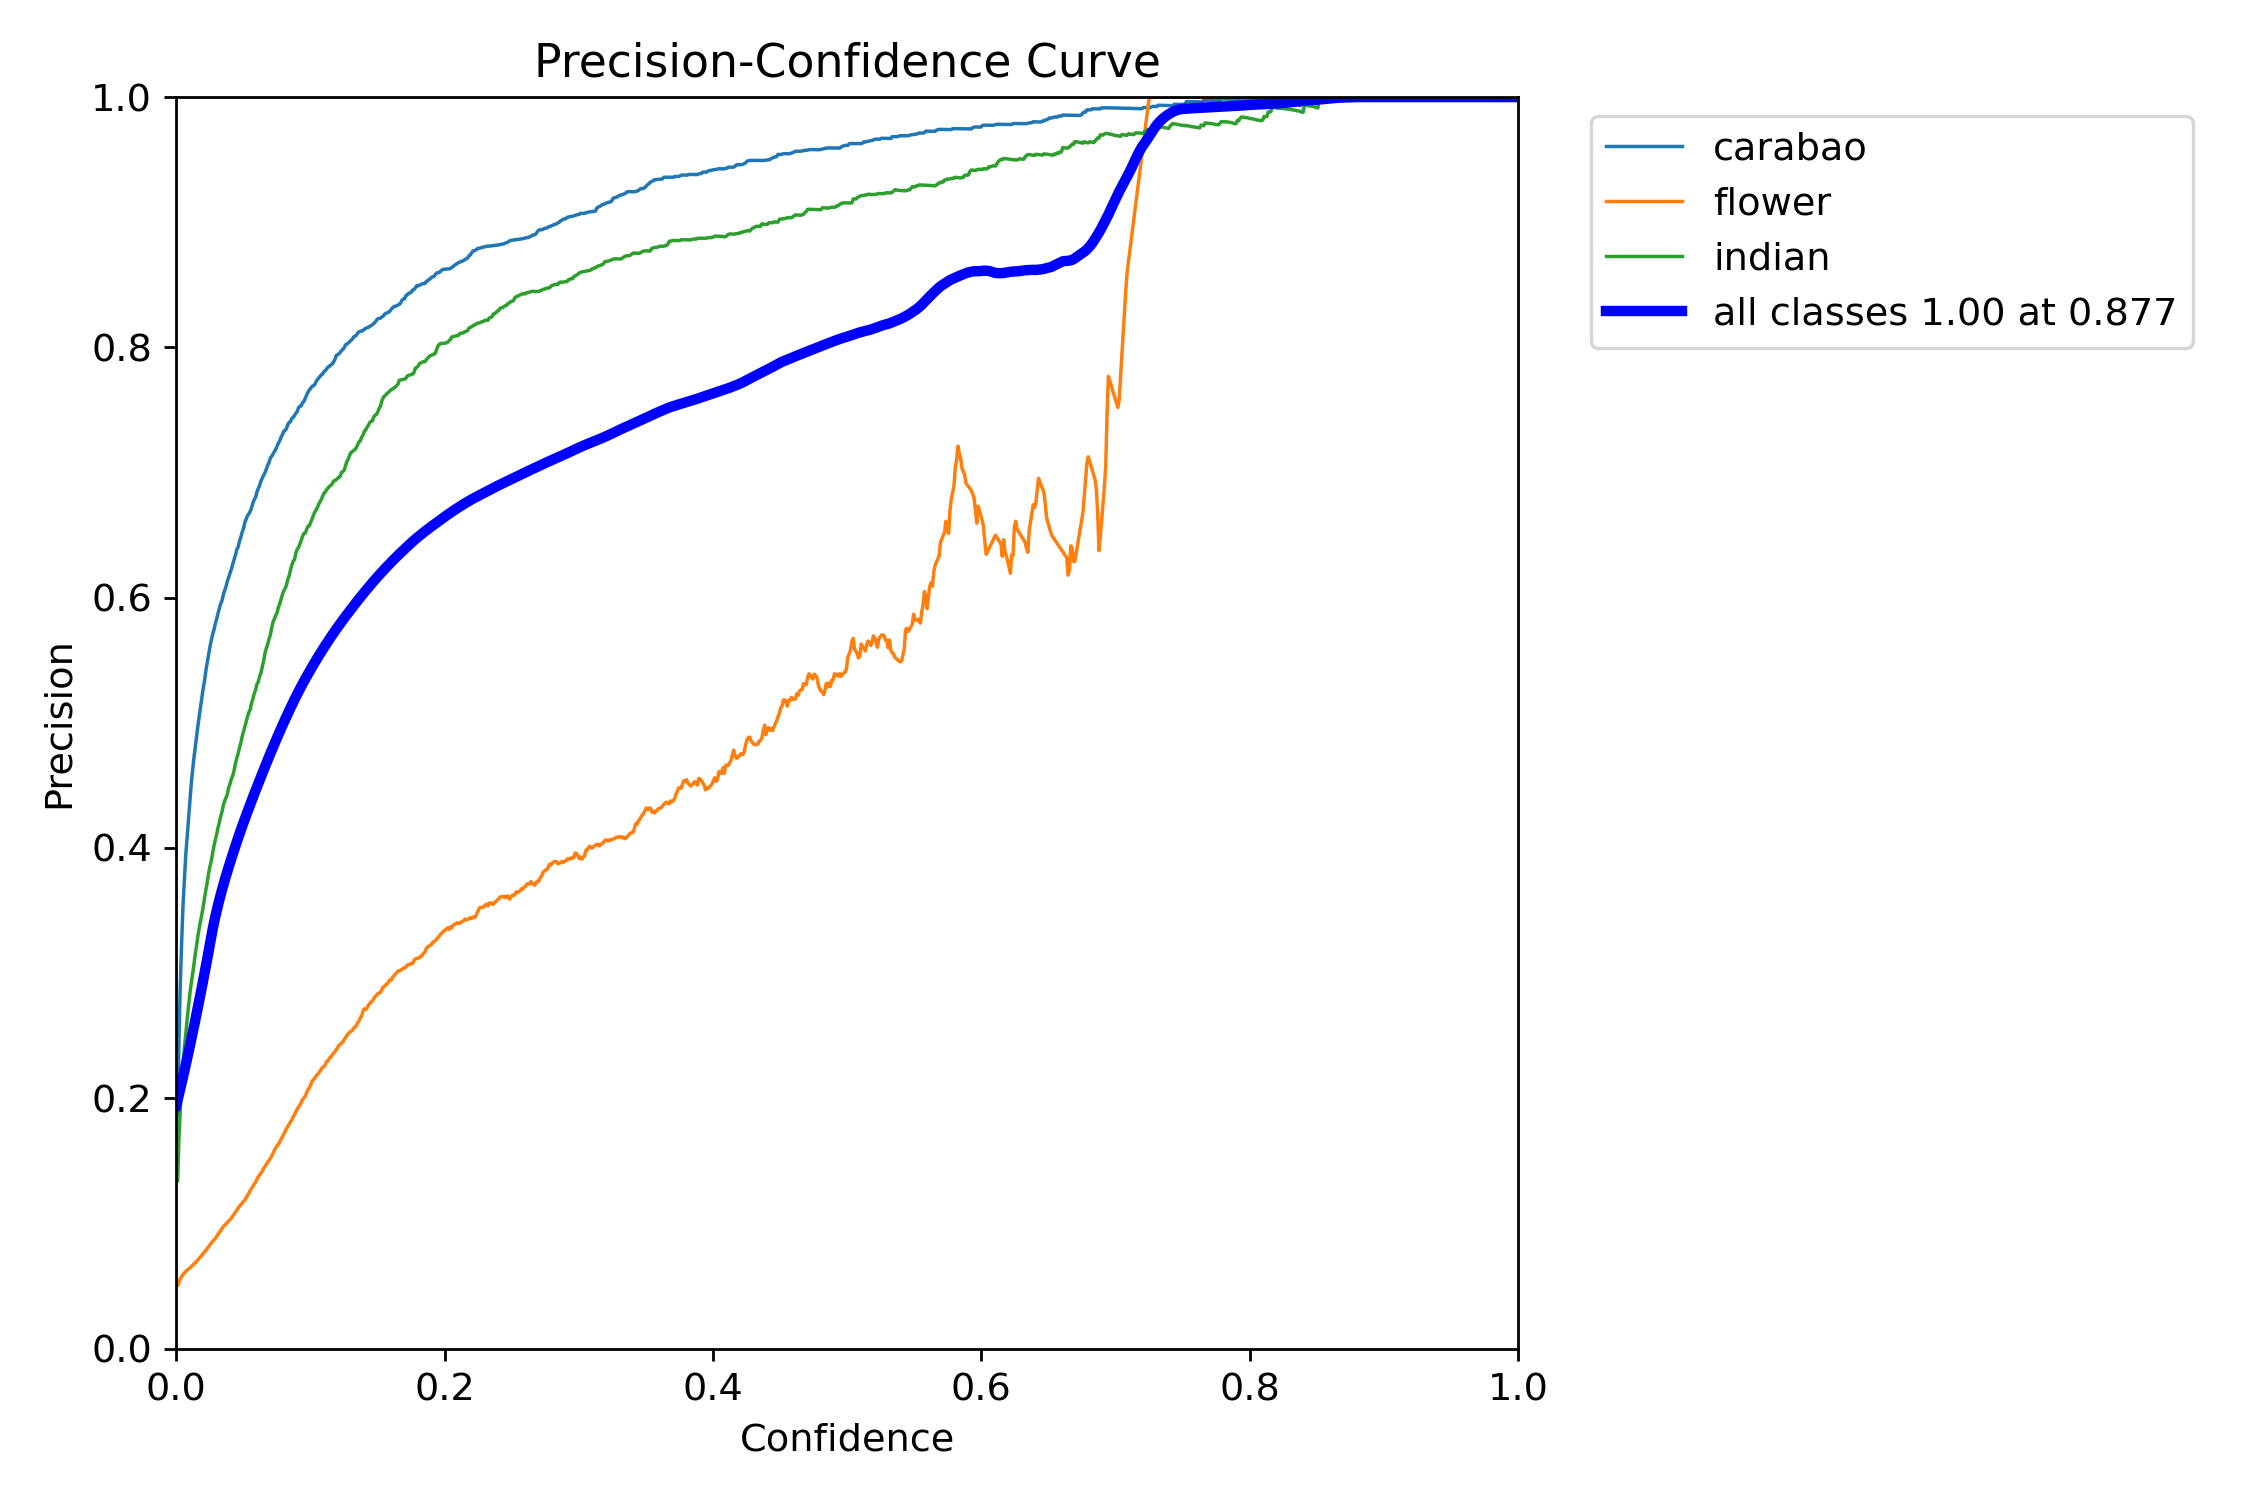 Precision-Confidence Curve
1.0
0.8
0.6
0.4
0.2
0.0
Precision
0.0 0.2 0.4 0.6 0.8 1.0
Confidence
carabao
flower
indian
all classes 1.00 at 0.877